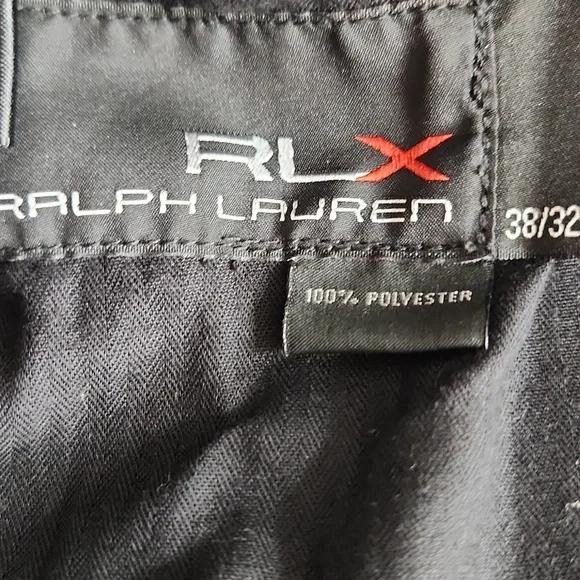 RLX
RALPH LAUREN
38/32
100% POLYESTER